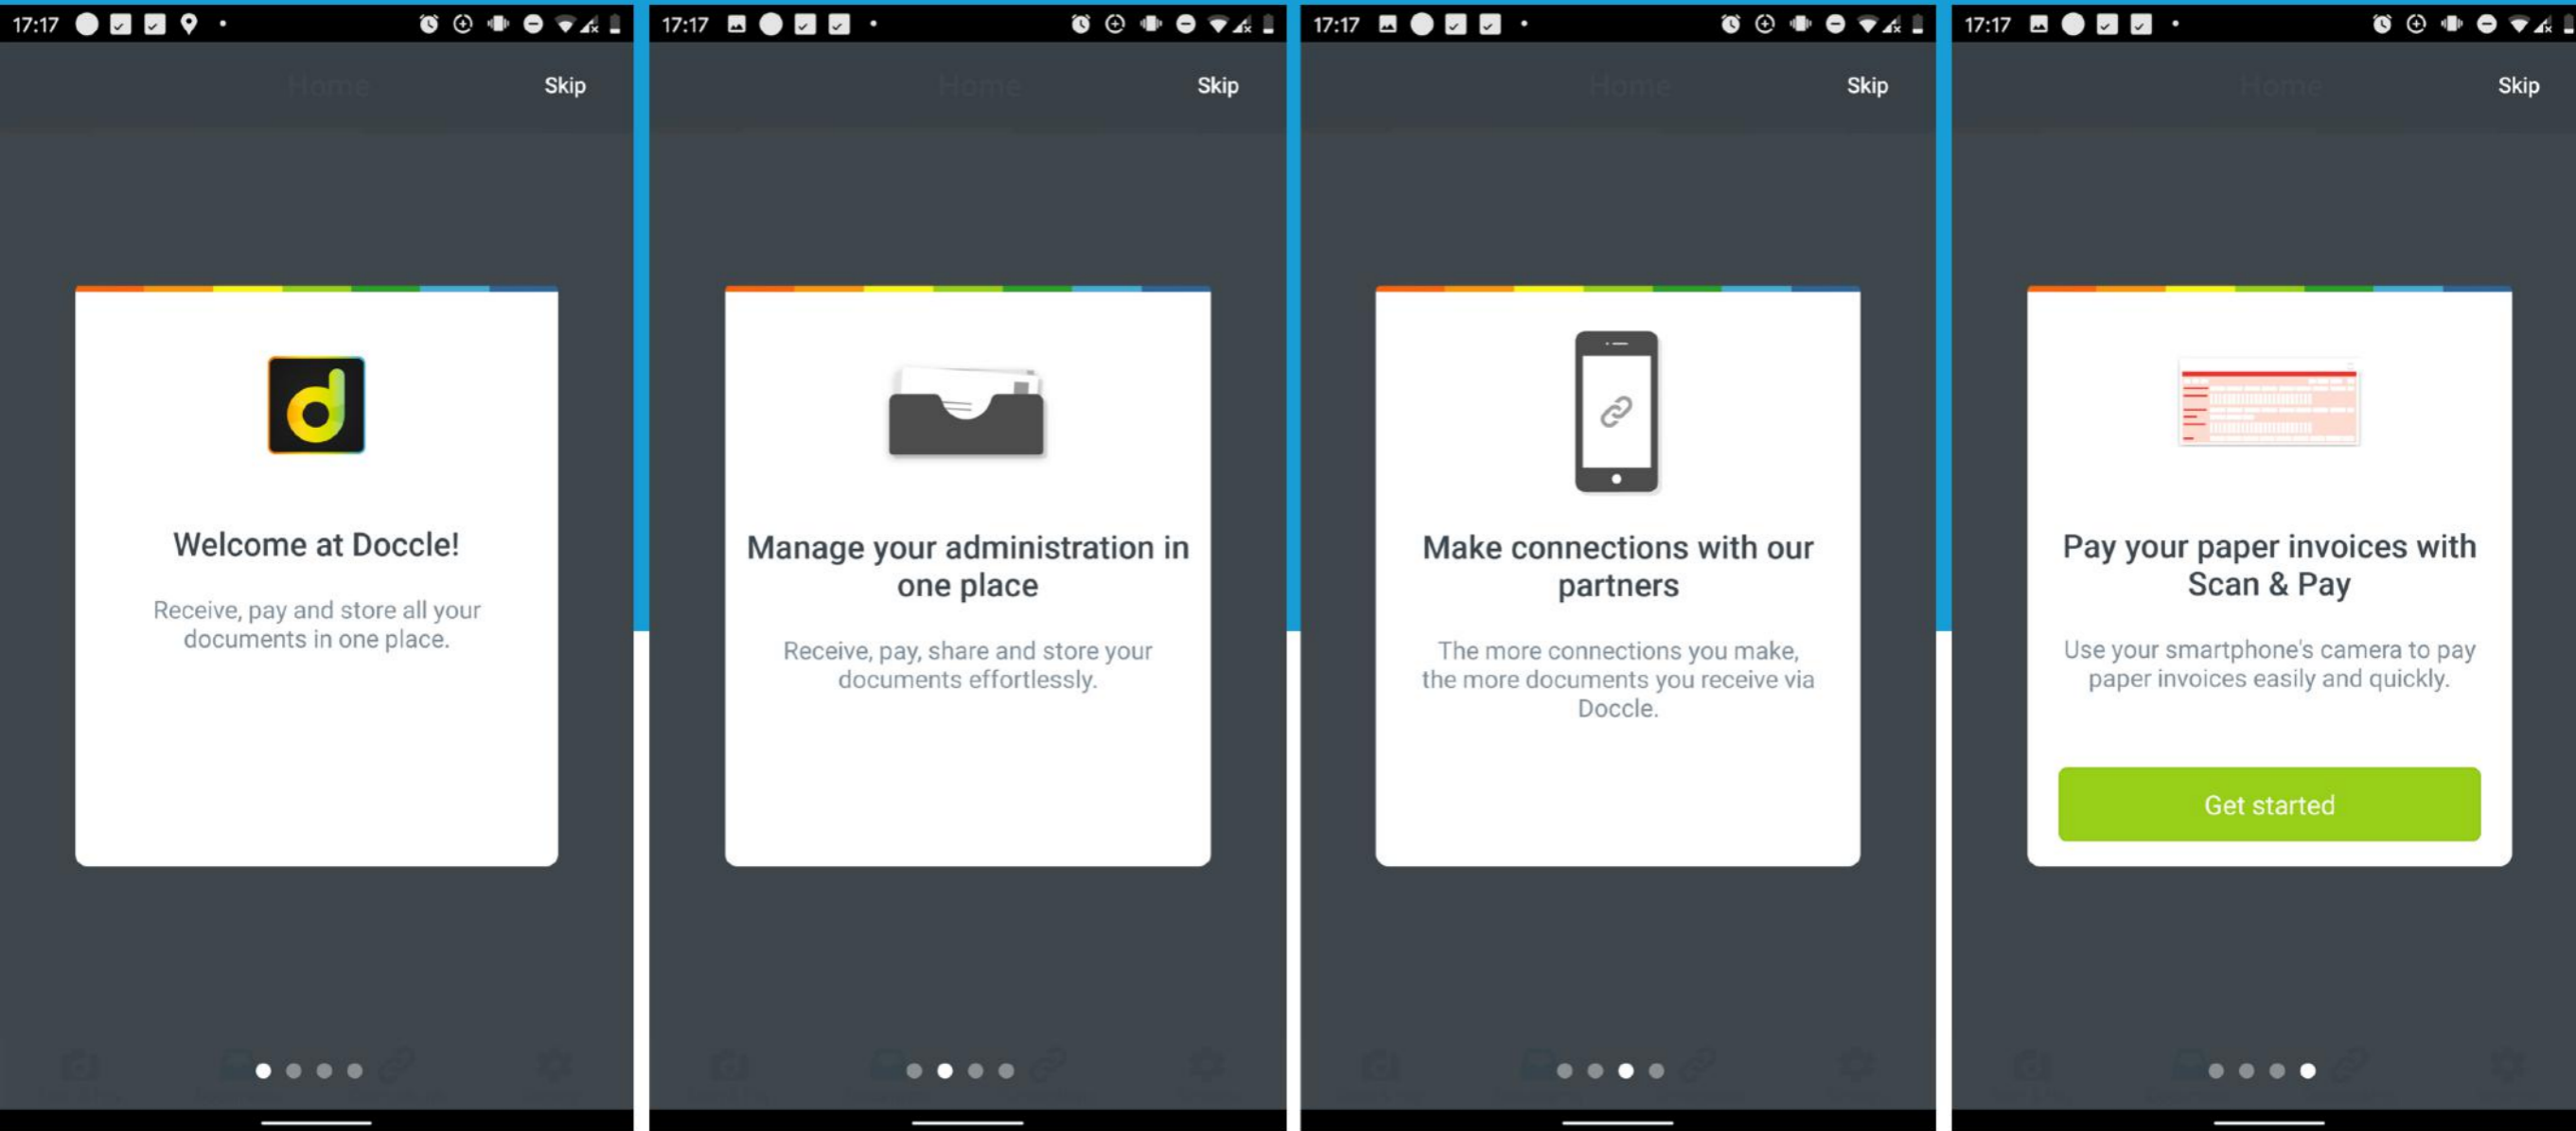 17:17
Home
Skip
Welcome at Doccle!
Receive, pay and store all your
documents in one place.
17:17
Home
Skip
Manage your administration in
one place
Receive, pay, share and store your
documents effortlessly.
17:17
Home
Skip
Make connections with our
partners
The more connections you make,
the more documents you receive via
Doccle.
17:17
Home
Skip
Pay your paper invoices with
Scan & Pay
Use your smartphone's camera to pay
paper invoices easily and quickly.
Get started